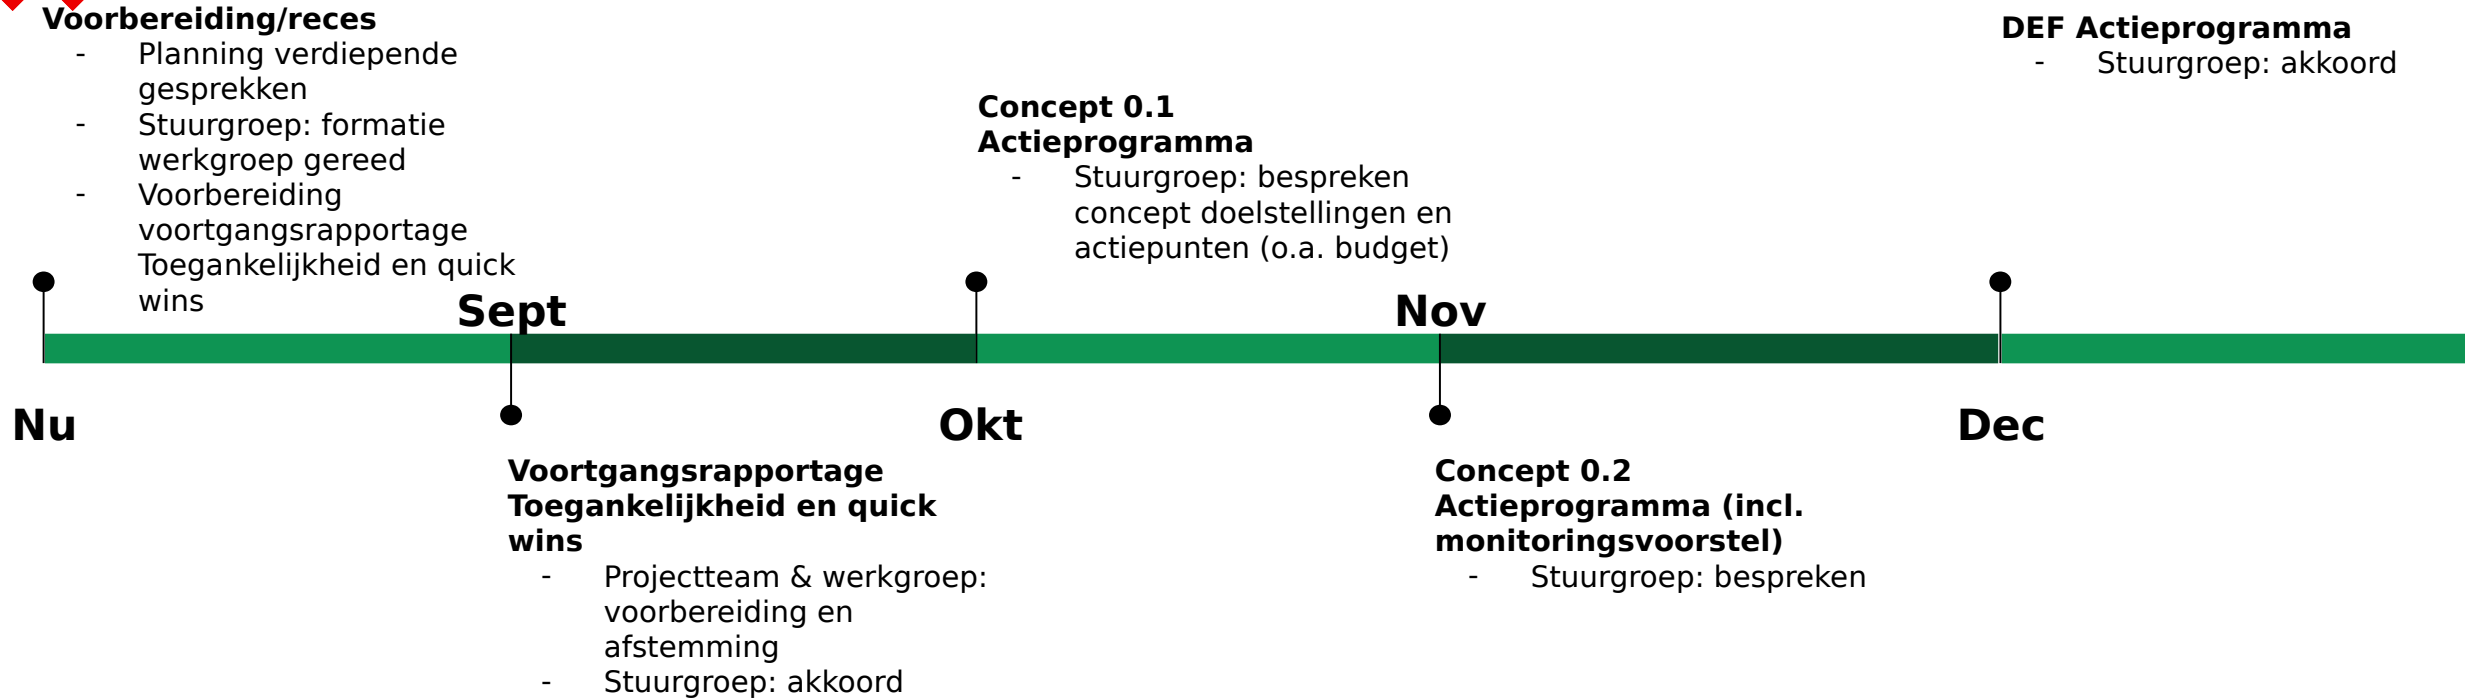 Voorbereiding/reces
- Planning verdiepende
gesprekken
- Stuurgroep: formatie
werkgroep gereed
- Voorbereiding
voortgangsrapportage
Toegankelijkheid en quick
wins
Concept 0.1
Actieprogramma
- Stuurgroep: bespreken
concept doelstellingen en
actiepunten (o.a. budget)
DEF Actieprogramma
- Stuurgroep: akkoord
Sept
Nov
Nu
Okt
Dec
Voortgangsrapportage
Toegankelijkheid en quick
wins
- Projectteam & werkgroep:
voorbereiding en
afstemming
- Stuurgroep: akkoord
Concept 0.2
Actieprogramma (incl.
monitoringsvoorstel)
- Stuurgroep: bespreken